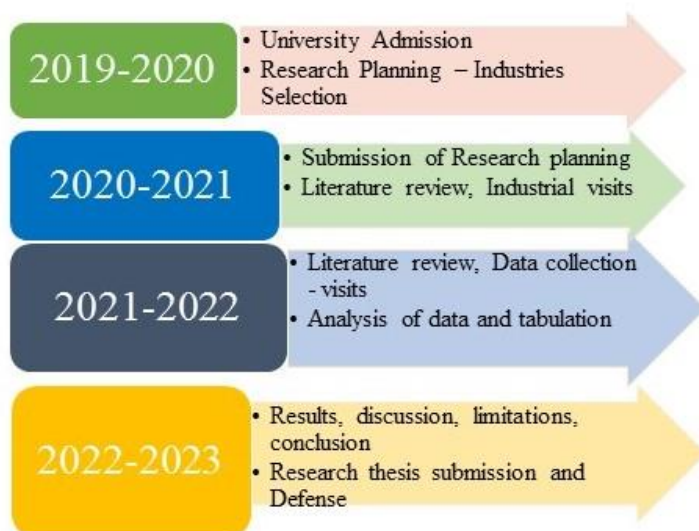 2019-2020
• University Admission
• Research Planning – Industries
Selection
2020-2021
• Submission of Research planning
• Literature review, Industrial visits
2021-2022
• Literature review, Data collection
- visits
• Analysis of data and tabulation
2022-2023
• Results, discussion, limitations,
conclusion
• Research thesis submission and
Defense